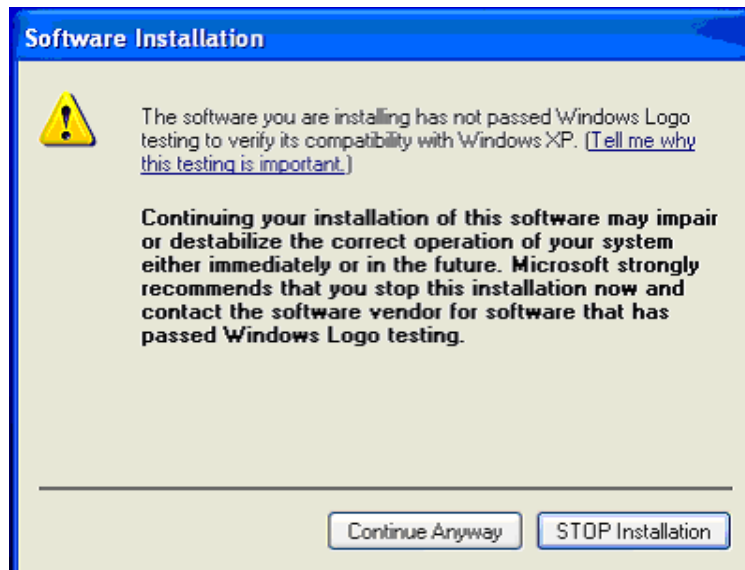 Software Installation
The software you are installing has not passed Windows Logo
testing to verify its compatibility with Windows XP. (Tell me why
this testing is important.)
Continuing your installation of this software may impair
or destabilize the correct operation of your system
either immediately or in the future. Microsoft strongly
recommends that you stop this installation now and
contact the software vendor for software that has
passed Windows Logo testing.
Continue Anyway
STOP Installation